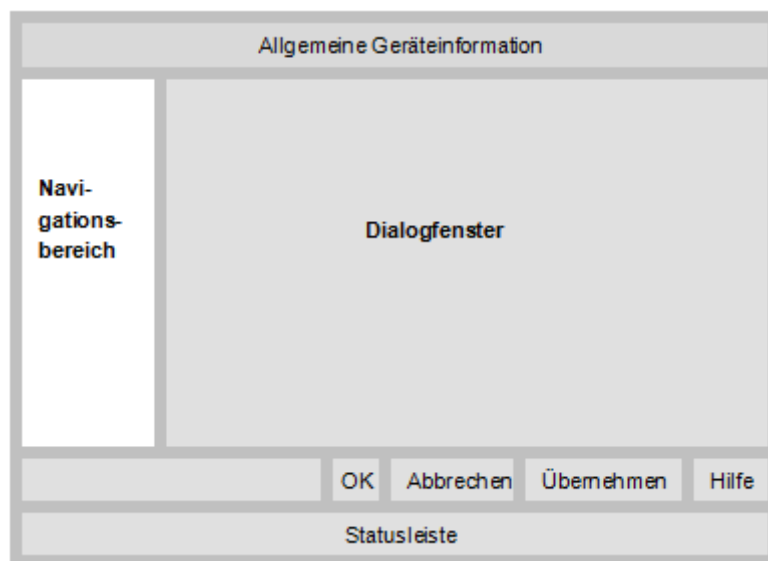 Allgemeine Geräteinformation
Navi-
gations-
bereich
Dialogfenster
OK Abbrechen Übernehmen Hilfe
Statusleiste